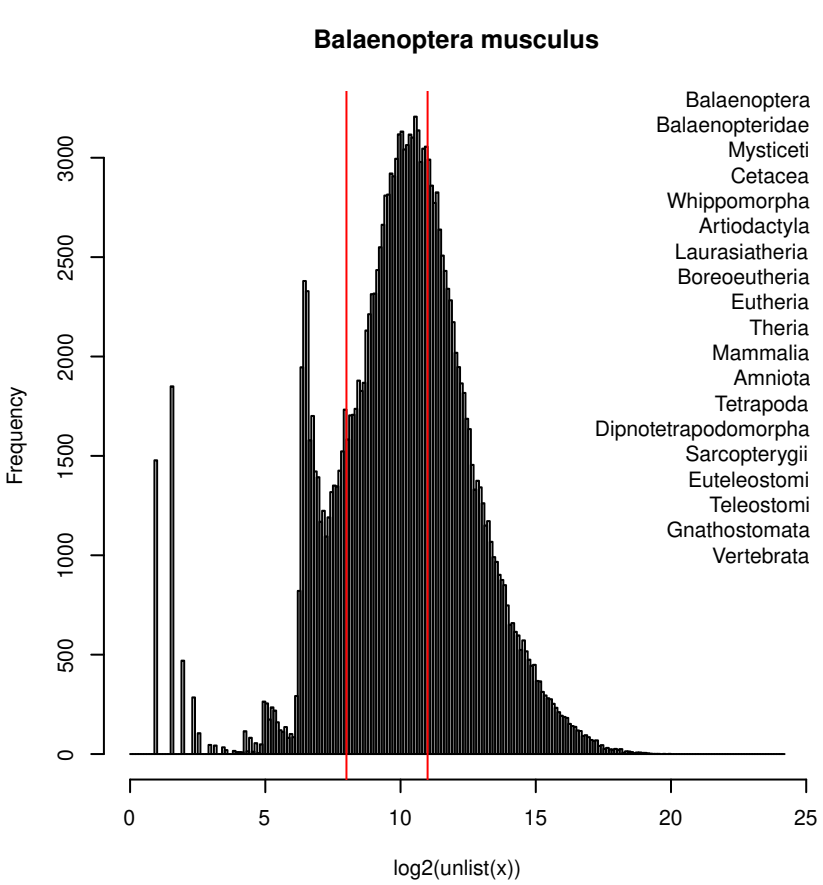 Balaenoptera musculus
Balaenoptera
Balaenopteridae
Mysticeti
Cetacea
Whippomorpha
Artiodactyla
Laurasiatheria
Boreoeutheria
Eutheria
Theria
Mammalia
Amniota
Tetrapoda
Dipnotetrapodomorpha
Sarcopterygii
Euteleostomi
Teleostomi
Gnathostomata
Vertebrata
Frequency
3000
2500
2000
1500
1000
500
0
0 5 10 15 20 25
log2(unlist(x))